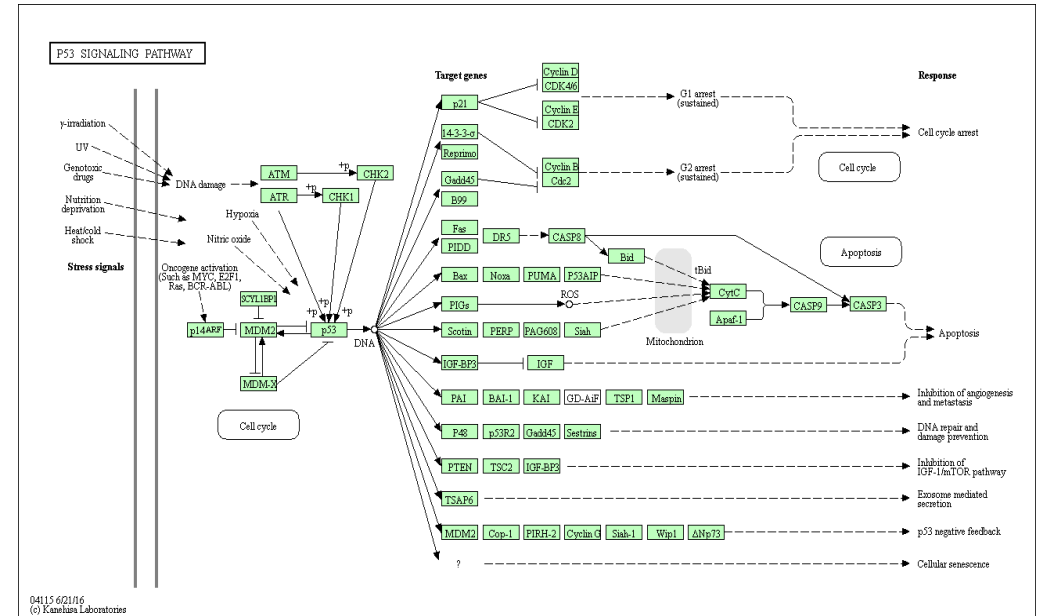 P53 SIGNALING PATHWAY
Target genes
Response
Cyclin D
CDK4/6
p21
G1 arrest
(sustained)
Cyclin E
CDK2
γ-irradiation
UV
Genotoxic
drugs
Nutrition
deprivation
Heat/cold
shock
Stress signals
DNA damage
ATM
+p
CHK2
ATR
+p
CHK1
Hypoxia
Nitric oxide
Oncogene activation
(Such as MYC, E2F1,
Ras, BCR-ABL)
SCYL1BP1
p14ARF
MDM2
+p
+p
+p
p53
DNA
MDM-X
Cell cycle
14-3-3-σ
Reprimo
Cell cycle arrest
Gadd45
B99
Cyclin B
Cdc2
G2 arrest
(sustained)
Cell cycle
Fas
PIDD
DR5
CASP8
Bid
tBid
Apoptosis
Bax
Noxa
PUMA
P53AIP
CytC
PIGs
ROS
CASP9
CASP3
Apaf-1
Scotin
PERP
PAG608
Siah
Mitochondrion
Apoptosis
IGF-BP3
IGF
PAI
BAI-1
KAI
GD-AiF
TSP1
Maspin
Inhibition of angiogenesis
and metastasis
P48
p53R2
Gadd45
Sestrins
DNA repair and
damage prevention
PTEN
TSC2
IGF-BP3
Inhibition of
IGF-1/mTOR pathway
TSAP6
Exosome mediated
secretion
MDM2
Cop-1
PIRH-2
Cyclin G
Siah-1
Wip1
ΔNp73
p53 negative feedback
?
Cellular senescence
04115 6/21/16
(c) Kanehisa Laboratories